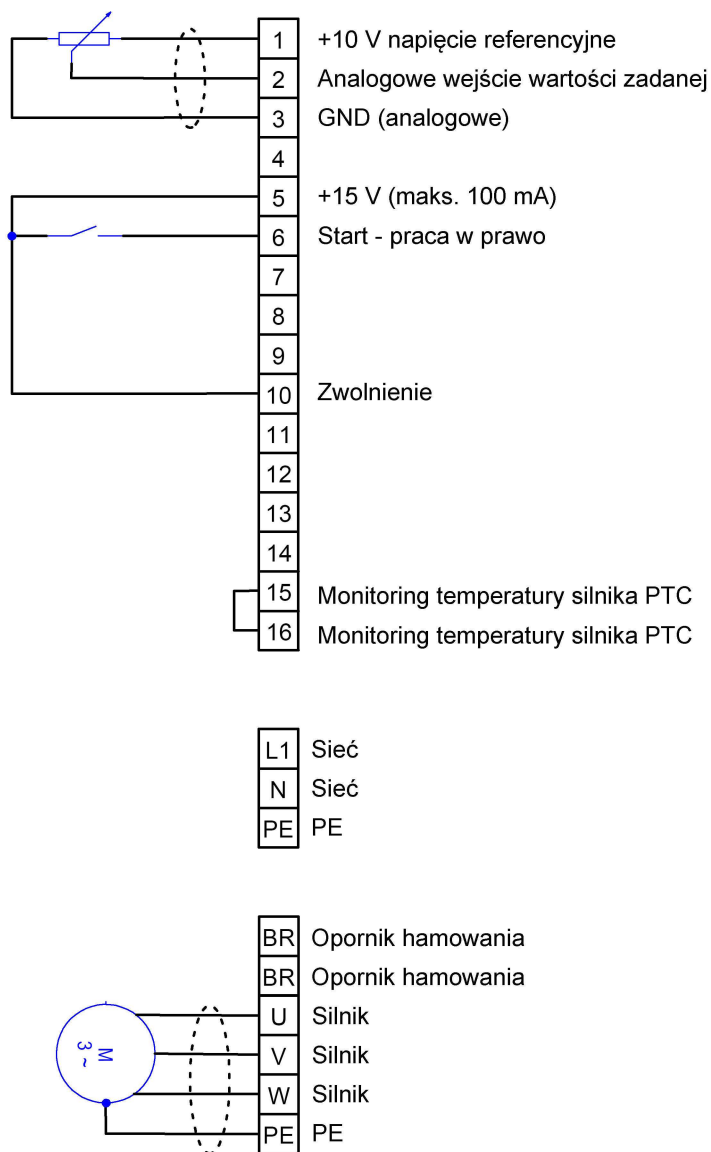 1 +10 V napięcie referencyjne
2 Analogowe wejście wartości zadanej
3 GND (analogowe)
4
5 +15 V (maks. 100 mA)
6 Start - praca w prawo
7
8
9
10 Zwolnienie
11
12
13
14
15 Monitoring temperatury silnika PTC
16 Monitoring temperatury silnika PTC
L1 Sieć
N Sieć
PE PE
BR Opornik hamowania
BR Opornik hamowania
U Silnik
V Silnik
W Silnik
PE PE
M
3 ~